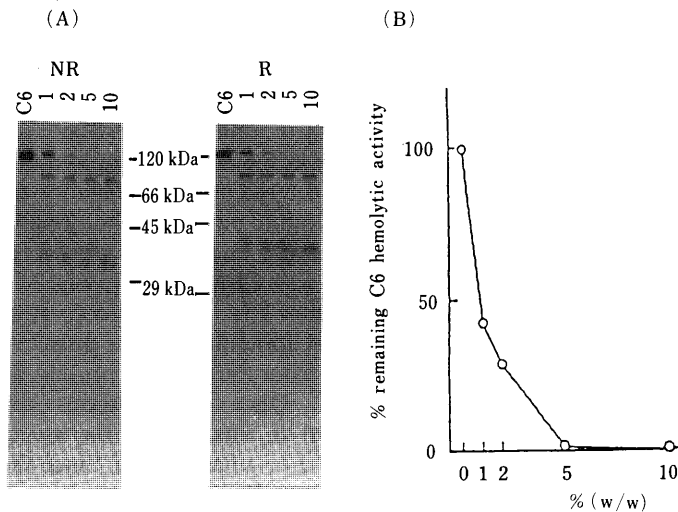 (A)
NR
C6 1 2 5 10
R
C6 1 2 5 10
120 kDa
66 kDa
45 kDa
29 kDa
(B)
% remaining C6 hemolytic activity
100
50
0
0 1 2 5 10
% (w/w)